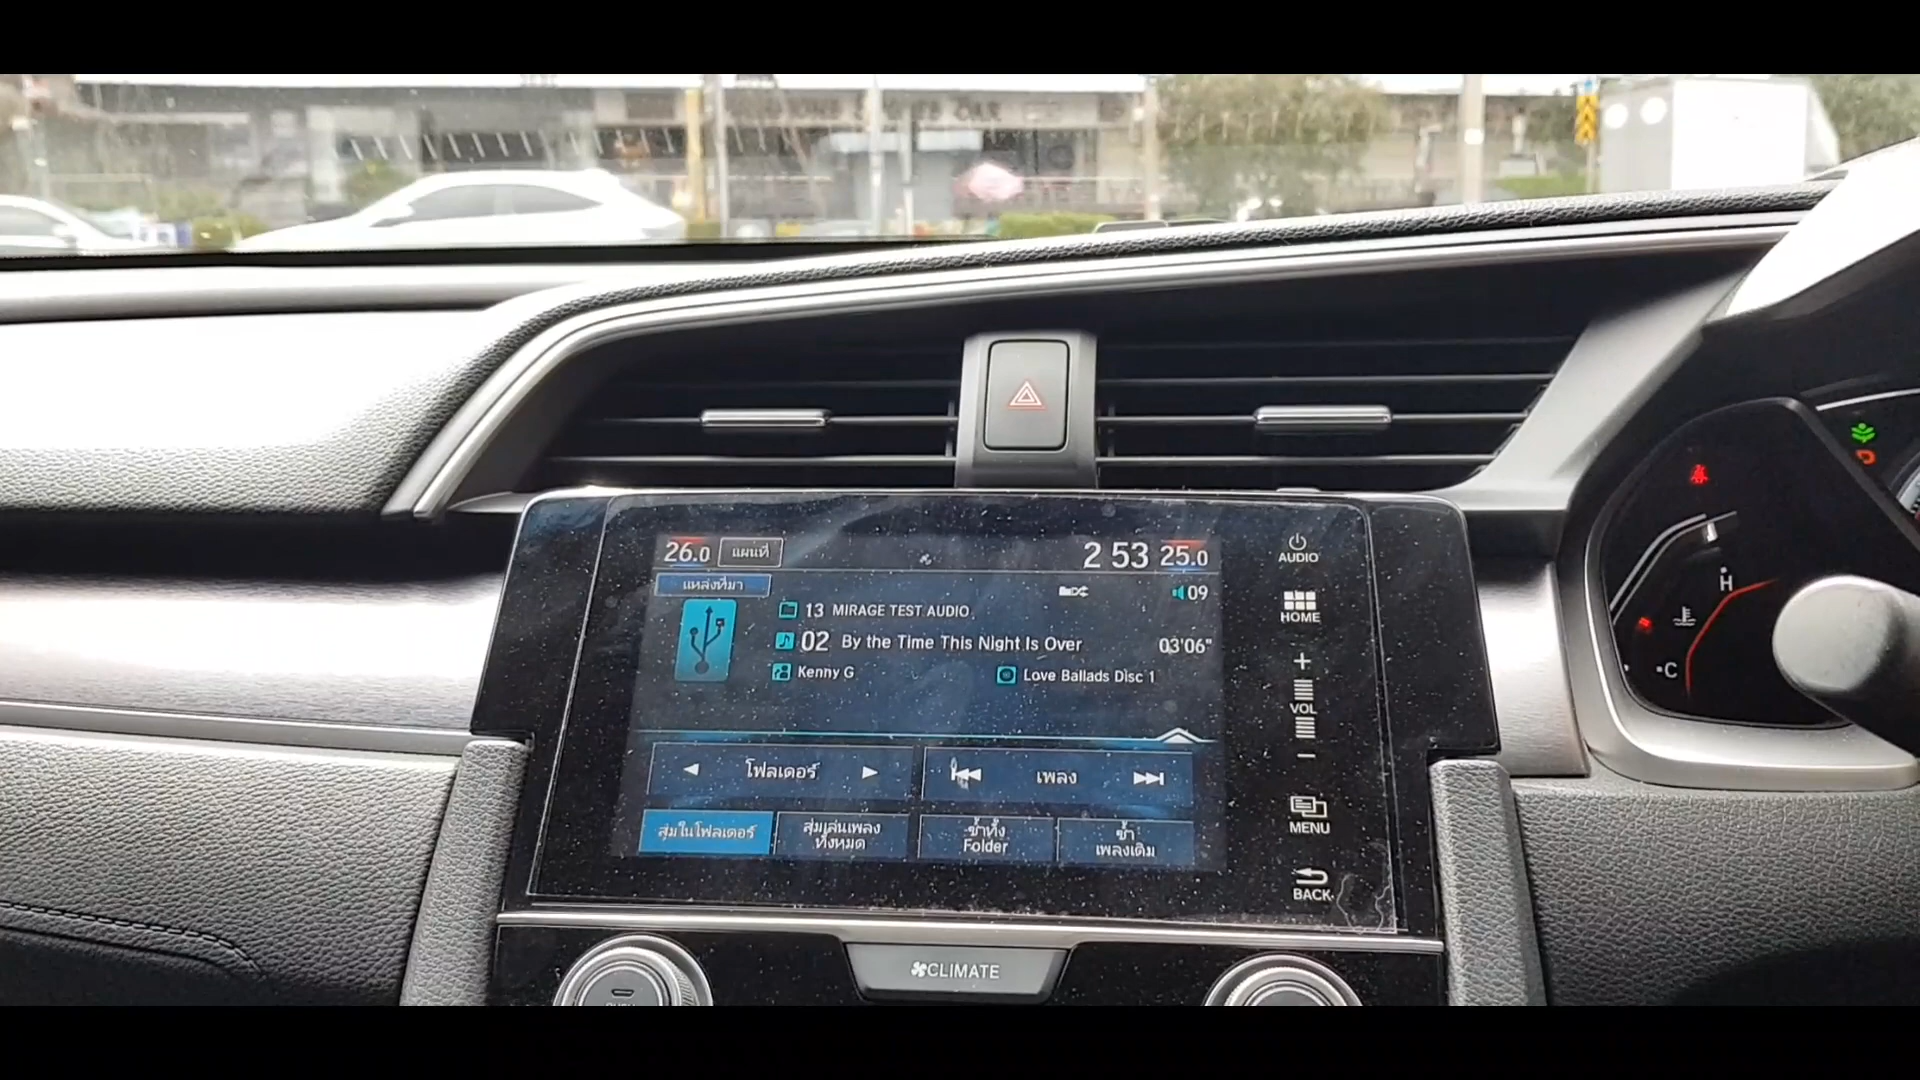 26.0 แผนที่ 2 53 25.0
แหล่งที่มา
09
13 MIRAGE TEST AUDIO
02 By the Time This Night Is Over 03'06"
Kenny G Love Ballads Disc 1
โฟลเดอร์ เพลง
สุ่มในโฟลเดอร์
สุ่มเล่นเพลง
ทั้งหมด
ซ้ำทั้ง
Folder
ซ้ำ
เพลงเดิม
AUDIO
HOME
+
VOL
−
MENU
BACK
CLIMATE
H
C